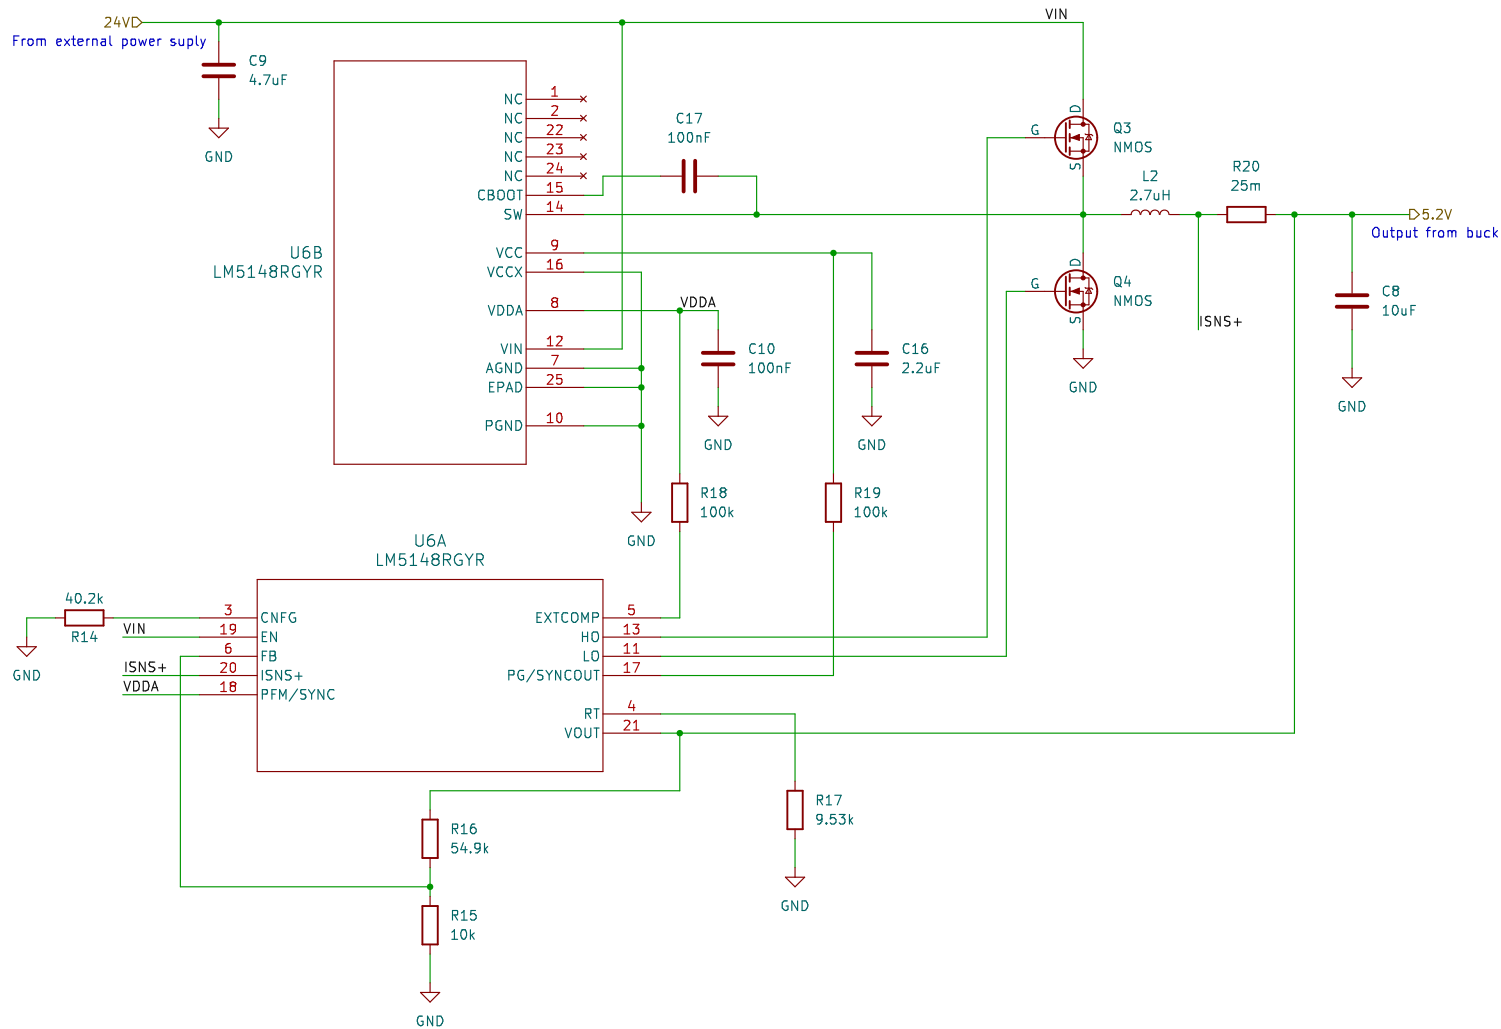 24V
From external power suply
VIN
C9
4.7uF
GND
U6B
LM5148RGYR
NC 1
NC 2
NC 22
NC 23
NC 24
CBOOT 15
SW 14
VCC 9
VCCX 16
VDDA 8
VIN 12
AGND 7
EPAD 25
PGND 10
C17
100nF
VDDA
C10
100nF
GND
C16
2.2uF
GND
D
G
S
Q3
NMOS
D
G
S
Q4
NMOS
GND
L2
2.7uH
R20
25m
5.2V
Output from buck
ISNS+
C8
10uF
GND
R18
100k
R19
100k
GND
U6A
LM5148RGYR
40.2k
R14
GND
VIN
ISNS+
VDDA
3 CNFG
19 EN
6 FB
20 ISNS+
18 PFM/SYNC
EXTCOMP 5
HO 13
LO 11
PG/SYNCOUT 17
RT 4
VOUT 21
R17
9.53k
GND
R16
54.9k
R15
10k
GND